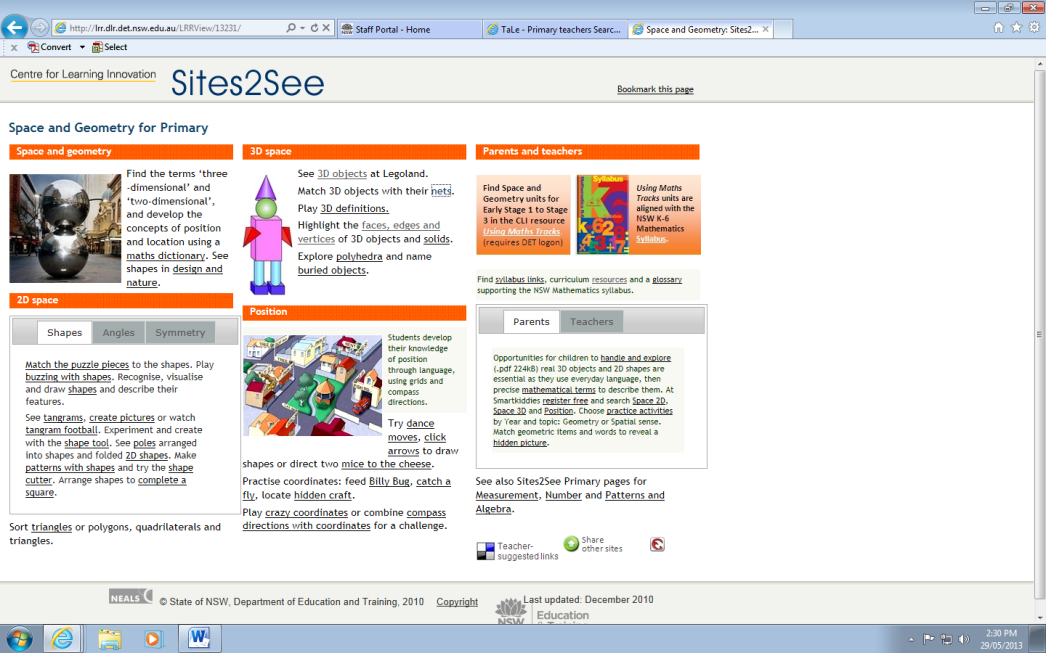 http://lrr.dlr.det.nsw.edu.au/LRRView/13231/
Staff Portal - Home
TaLe - Primary teachers Searc...
Space and Geometry: Sites2...
x Convert Select
Centre for Learning Innovation
Sites2See
Bookmark this page
Space and Geometry for Primary
Space and geometry
Find the terms ‘three
-dimensional’ and
‘two-dimensional’,
and develop the
concepts of position
and location using a
maths dictionary. See
shapes in design and
nature.
2D space
Shapes Angles Symmetry
Match the puzzle pieces to the shapes. Play
buzzing with shapes. Recognise, visualise
and draw shapes and describe their
features.
See tangrams, create pictures or watch
tangram football. Experiment and create
with the shape tool. See poles arranged
into shapes and folded 2D shapes. Make
patterns with shapes and try the shape
cutter. Arrange shapes to complete a
square.
Sort triangles or polygons, quadrilaterals and
triangles.
3D space
See 3D objects at Legoland.
Match 3D objects with their nets.
Play 3D definitions.
Highlight the faces, edges and
vertices of 3D objects and solids.
Explore polyhedra and name
buried objects.
Position
Students develop
their knowledge
of position
through language,
using grids and
compass
directions.
Try dance
moves, click
arrows to draw
shapes or direct two mice to the cheese.
Practise coordinates: feed Billy Bug, catch a
fly, locate hidden craft.
Play crazy coordinates or combine compass
directions with coordinates for a challenge.
Parents and teachers
Find Space and
Geometry units for
Early Stage 1 to Stage
3 in the CLI resource
Using Maths Tracks
(requires DET logon)
Syllabus
k6
Using Maths
Tracks units are
aligned with the
NSW K-6
Mathematics
Syllabus.
Find syllabus links, curriculum resources and a glossary
supporting the NSW Mathematics syllabus.
Parents Teachers
Opportunities for children to handle and explore
(.pdf 224kB) real 3D objects and 2D shapes are
essential as they use everyday language, then
precise mathematical terms to describe them. At
Smartkiddies register free and search Space 2D,
Space 3D and Position. Choose practice activities
by Year and topic: Geometry or Spatial sense.
Match geometric items and words to reveal a
hidden picture.
See also Sites2See Primary pages for
Measurement, Number and Patterns and
Algebra.
Teacher-
suggested links
Share
other sites
NEALS
© State of NSW, Department of Education and Training, 2010 Copyright
Last updated: December 2010
NSW
Education
2:30 PM
29/05/2013